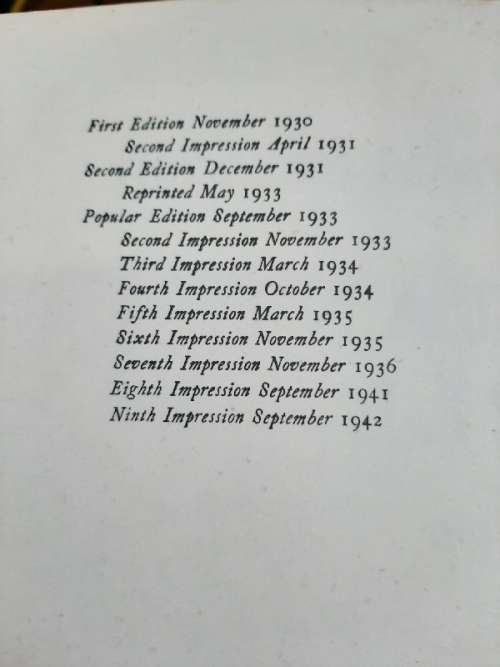 First Edition November 1930
Second Impression April 1931
Second Edition December 1931
Reprinted May 1933
Popular Edition September 1933
Second Impression November 1933
Third Impression March 1934
Fourth Impression October 1934
Fifth Impression March 1935
Sixth Impression November 1935
Seventh Impression November 1936
Eighth Impression September 1941
Ninth Impression September 1942